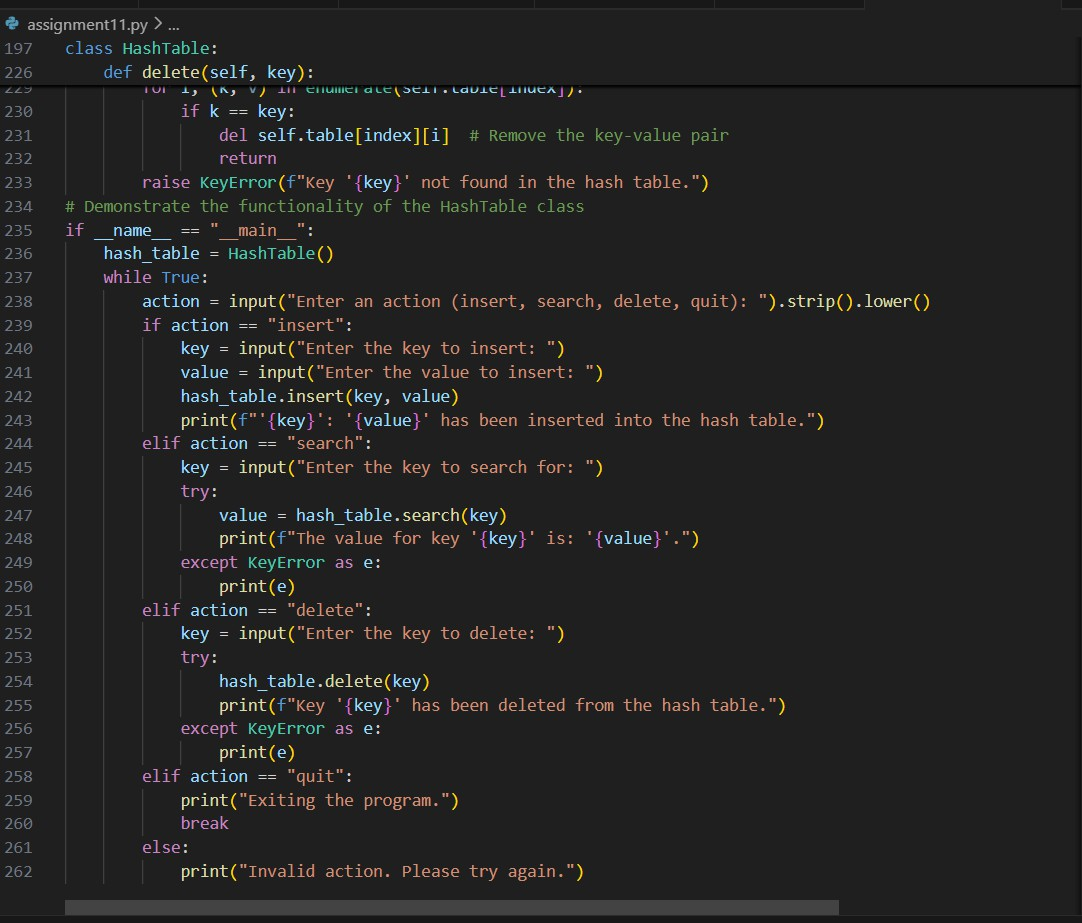 assignment11.py > ...
197 class HashTable:
226     def delete(self, key):
229             for i, (k, v) in enumerate(self.table[index]):
230                 if k == key:
231                     del self.table[index][i]  # Remove the key-value pair
232                     return
233             raise KeyError(f"Key '{key}' not found in the hash table.")
234 # Demonstrate the functionality of the HashTable class
235 if __name__ == "__main__":
236     hash_table = HashTable()
237     while True:
238         action = input("Enter an action (insert, search, delete, quit): ").strip().lower()
239         if action == "insert":
240             key = input("Enter the key to insert: ")
241             value = input("Enter the value to insert: ")
242             hash_table.insert(key, value)
243             print(f"'{key}': '{value}' has been inserted into the hash table.")
244         elif action == "search":
245             key = input("Enter the key to search for: ")
246             try:
247                 value = hash_table.search(key)
248                 print(f"The value for key '{key}' is: '{value}'.")
249             except KeyError as e:
250                 print(e)
251         elif action == "delete":
252             key = input("Enter the key to delete: ")
253             try:
254                 hash_table.delete(key)
255                 print(f"Key '{key}' has been deleted from the hash table.")
256             except KeyError as e:
257                 print(e)
258         elif action == "quit":
259             print("Exiting the program.")
260             break
261         else:
262             print("Invalid action. Please try again.")